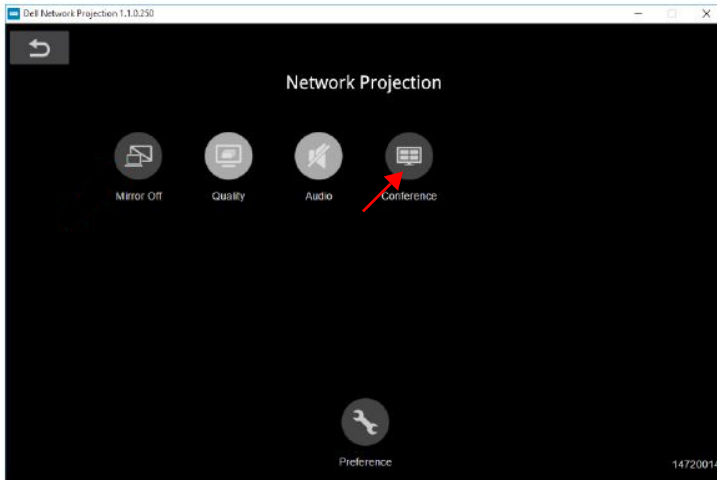 Dell Network Projection 1.1.0.250
Network Projection
Mirror Off Quality Audio Conference
Preference
14720014